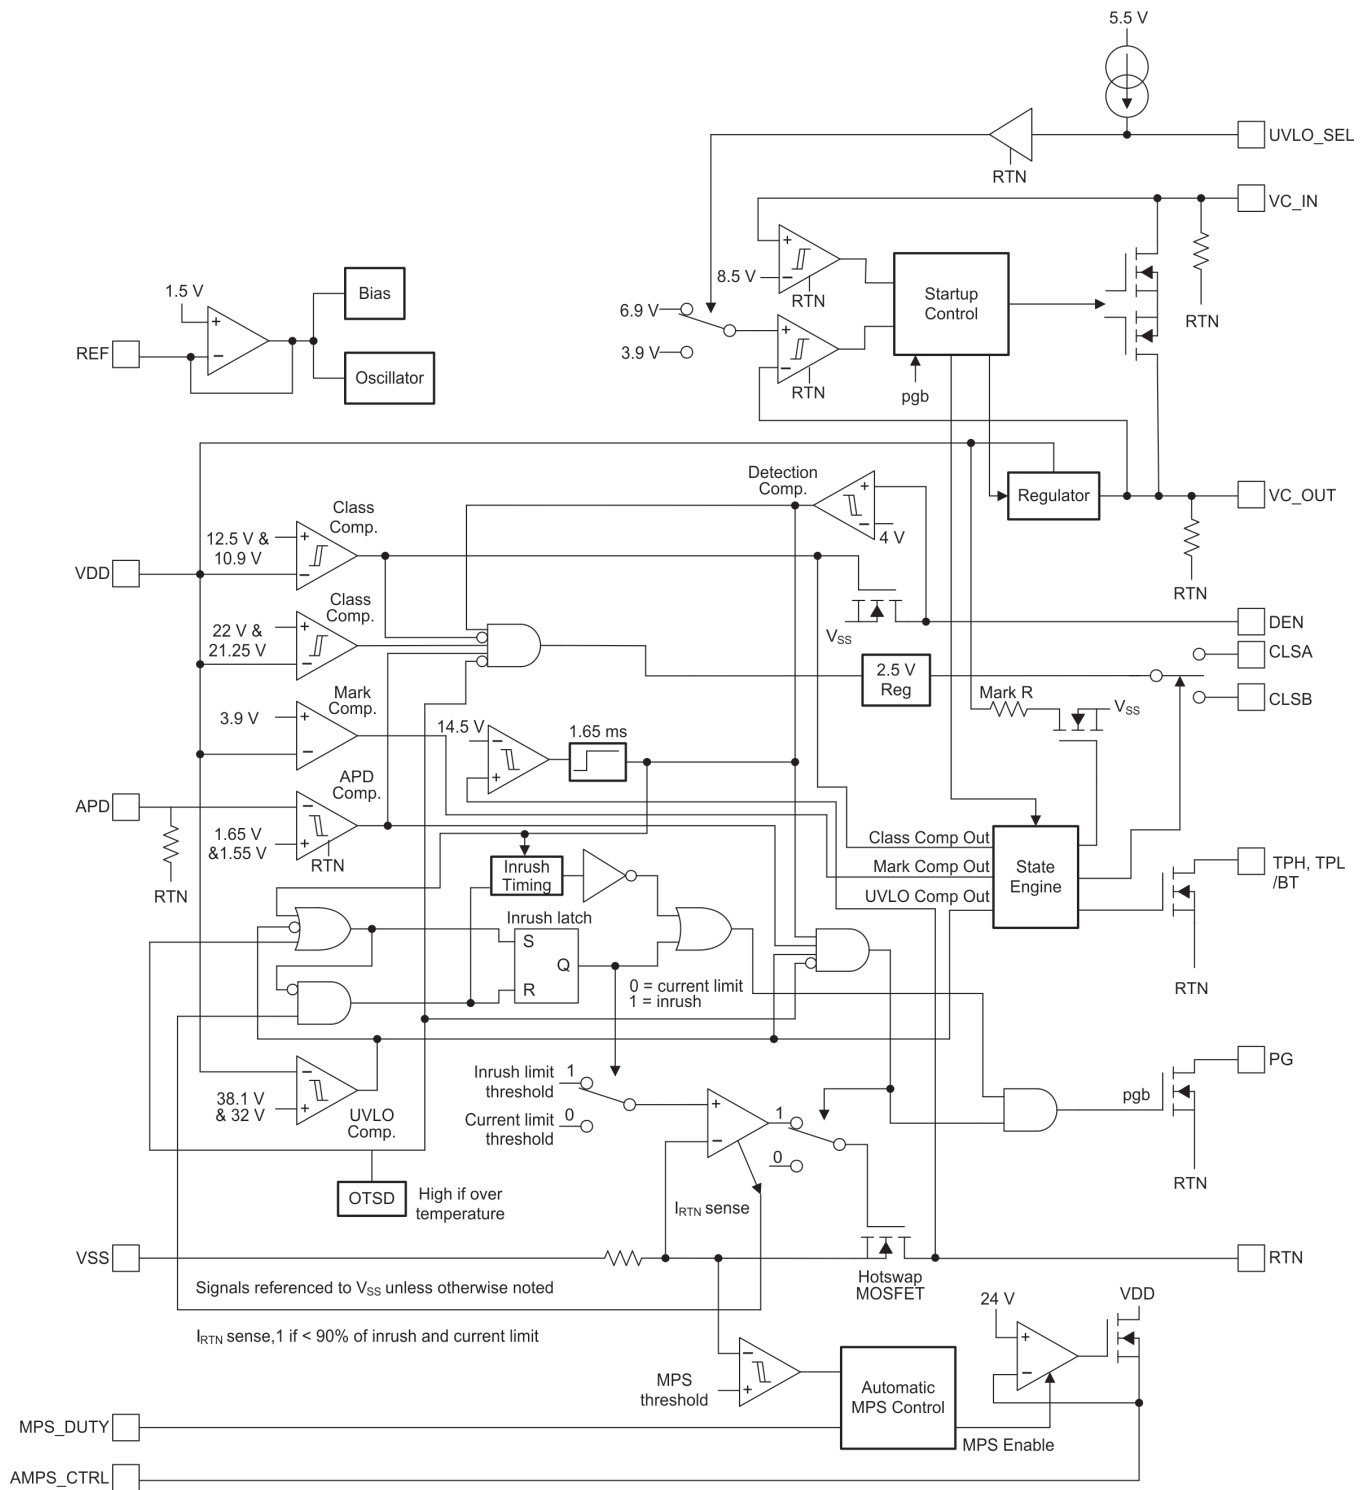 5.5 V
UVLO_SEL
RTN
VC_IN
+
8.5 V
−
RTN
Startup
Control
RTN
Bias
1.5 V
+
REF
−
Oscillator
6.9 V
+
3.9 V
−
RTN
pgb
Detection
Comp.
+
−
4 V
Regulator
VC_OUT
RTN
Class
Comp.
12.5 V &
10.9 V
+
−
VDD
Class
Comp.
22 V &
21.25 V
+
−
VSS
DEN
2.5 V
Reg
CLSA
CLSB
Mark R
VSS
Mark
Comp.
3.9 V
+
−
14.5 V
−
+
1.65 ms
APD
Comp.
APD
−
1.65 V
&1.55 V
+
RTN
RTN
Inrush
Timing
Class Comp Out
Mark Comp Out
UVLO Comp Out
State
Engine
TPH, TPL
/BT
RTN
Inrush latch
S
Q
R
0 = current limit
1 = inrush
−
38.1 V
& 32 V
+
UVLO
Comp.
Inrush limit
threshold
1
Current limit
threshold
0
+
−
1
0
pgb
PG
RTN
OTSD
High if over
temperature
IRTN sense
VSS
RTN
Hotswap
MOSFET
Signals referenced to VSS unless otherwise noted
IRTN sense,1 if < 90% of inrush and current limit
24 V
VDD
+
−
−
MPS
threshold
+
Automatic
MPS Control
MPS_DUTY
MPS Enable
AMPS_CTRL